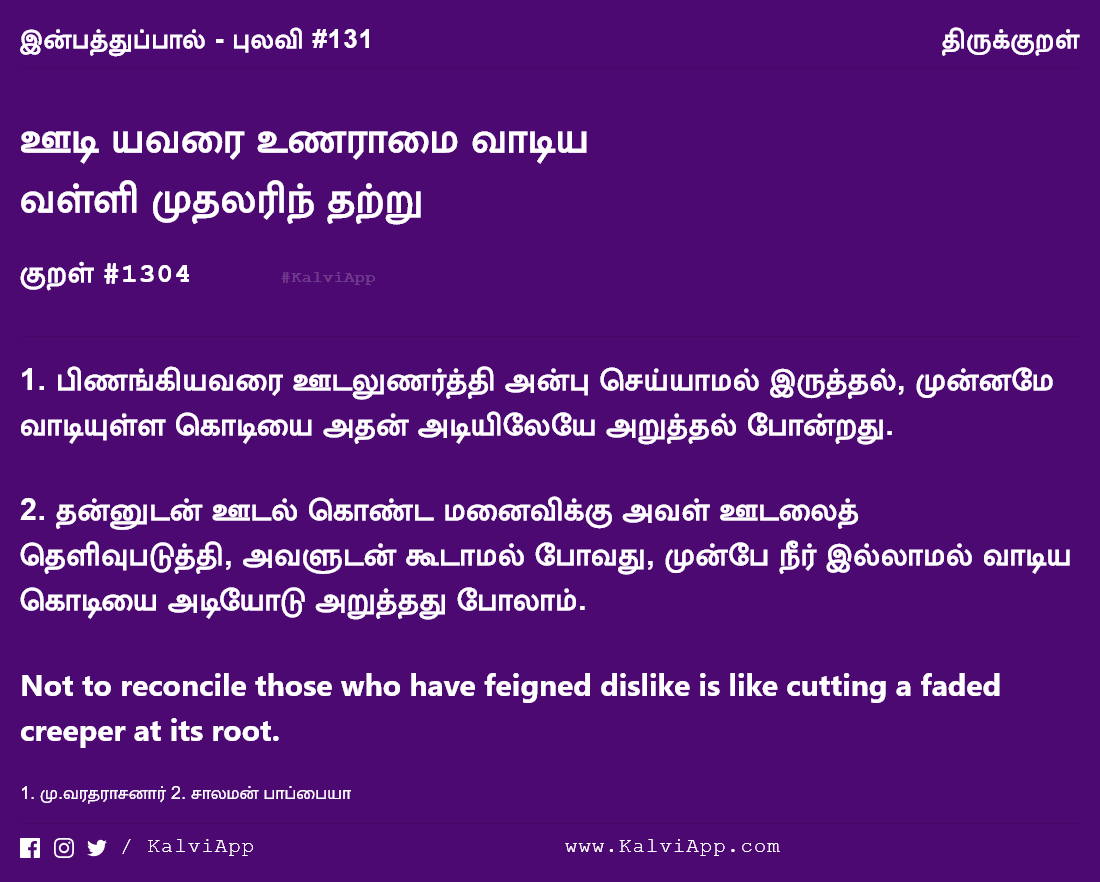 இன்பத்துப்பால் - புலவி #131
திருக்குறள்
ஊடி யவரை உணராமை வாடிய
வள்ளி முதலரிந் தற்று
குறள் #1304
#KalviApp
1. பிணங்கியவரை ஊடலுணர்த்தி அன்பு செய்யாமல் இருத்தல், முன்னமே
வாடியுள்ள கொடியை அதன் அடியிலேயே அறுத்தல் போன்றது.
2. தன்னுடன் ஊடல் கொண்ட மனைவிக்கு அவள் ஊடலைத்
தெளிவுபடுத்தி, அவளுடன் கூடாமல் போவது, முன்பே நீர் இல்லாமல் வாடிய
கொடியை அடியோடு அறுத்தது போலாம்.
Not to reconcile those who have feigned dislike is like cutting a faded
creeper at its root.
1. மு.வரதராசனார் 2. சாலமன் பாப்பையா
/ KalviApp
www.KalviApp.com